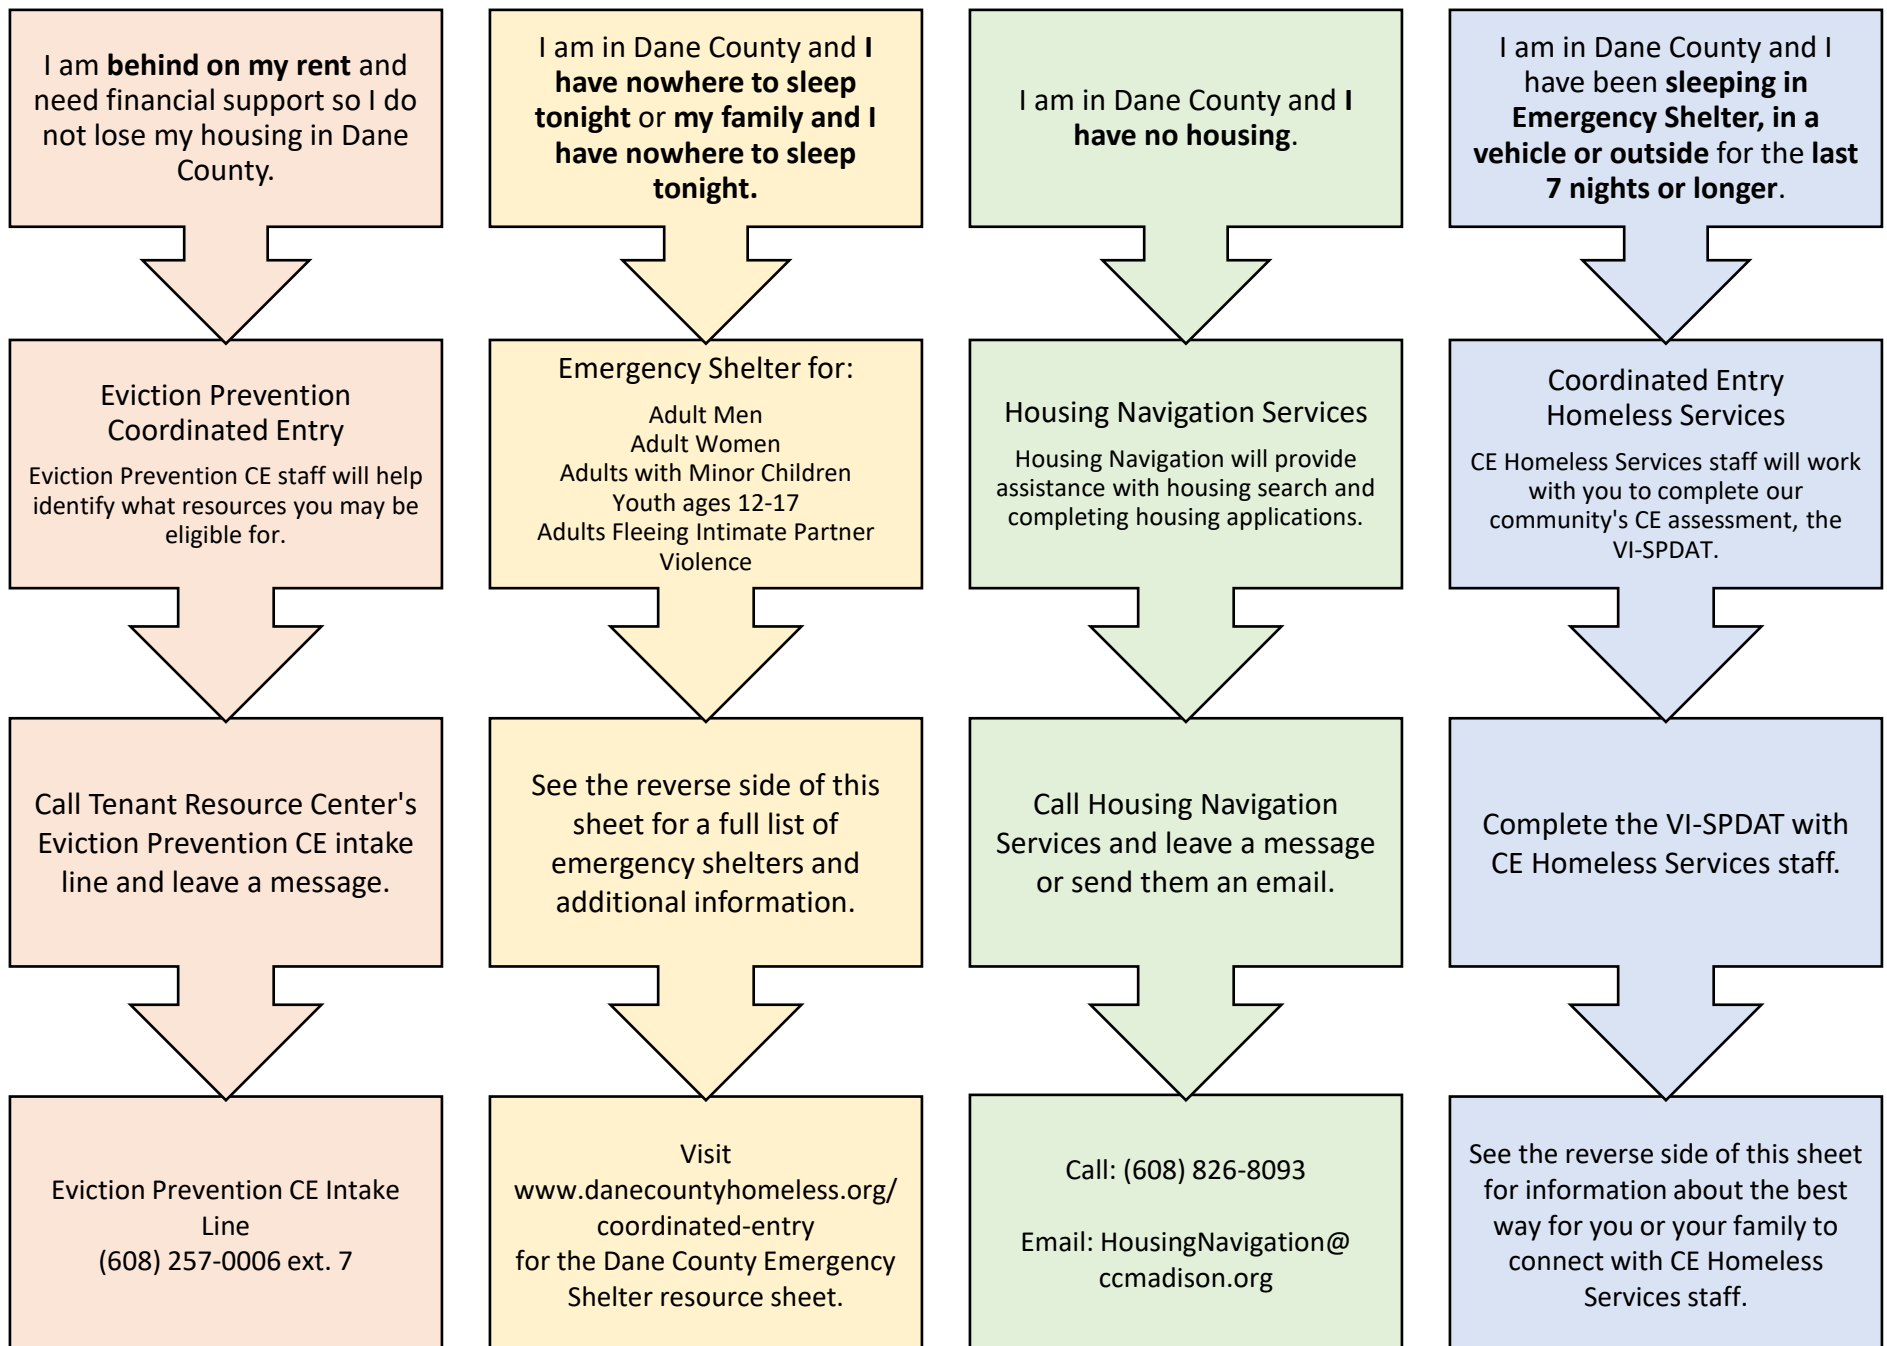 I am behind on my rent and
need financial support so I do
not lose my housing in Dane
County.
Eviction Prevention
Coordinated Entry
Eviction Prevention CE staff will help
identify what resources you may be
eligible for.
Call Tenant Resource Center's
Eviction Prevention CE intake
line and leave a message.
Eviction Prevention CE Intake
Line
(608) 257-0006 ext. 7
I am in Dane County and I
have nowhere to sleep
tonight or my family and I
have nowhere to sleep
tonight.
Emergency Shelter for:
Adult Men
Adult Women
Adults with Minor Children
Youth ages 12-17
Adults Fleeing Intimate Partner
Violence
See the reverse side of this
sheet for a full list of
emergency shelters and
additional information.
Visit
www.danecountyhomeless.org/
coordinated-entry
for the Dane County Emergency
Shelter resource sheet.
I am in Dane County and I
have no housing.
Housing Navigation Services
Housing Navigation will provide
assistance with housing search and
completing housing applications.
Call Housing Navigation
Services and leave a message
or send them an email.
Call: (608) 826-8093
Email: HousingNavigation@
ccmadison.org
I am in Dane County and I
have been sleeping in
Emergency Shelter, in a
vehicle or outside for the last
7 nights or longer.
Coordinated Entry
Homeless Services
CE Homeless Services staff will work
with you to complete our
community's CE assessment, the
VI-SPDAT.
Complete the VI-SPDAT with
CE Homeless Services staff.
See the reverse side of this sheet
for information about the best
way for you or your family to
connect with CE Homeless
Services staff.